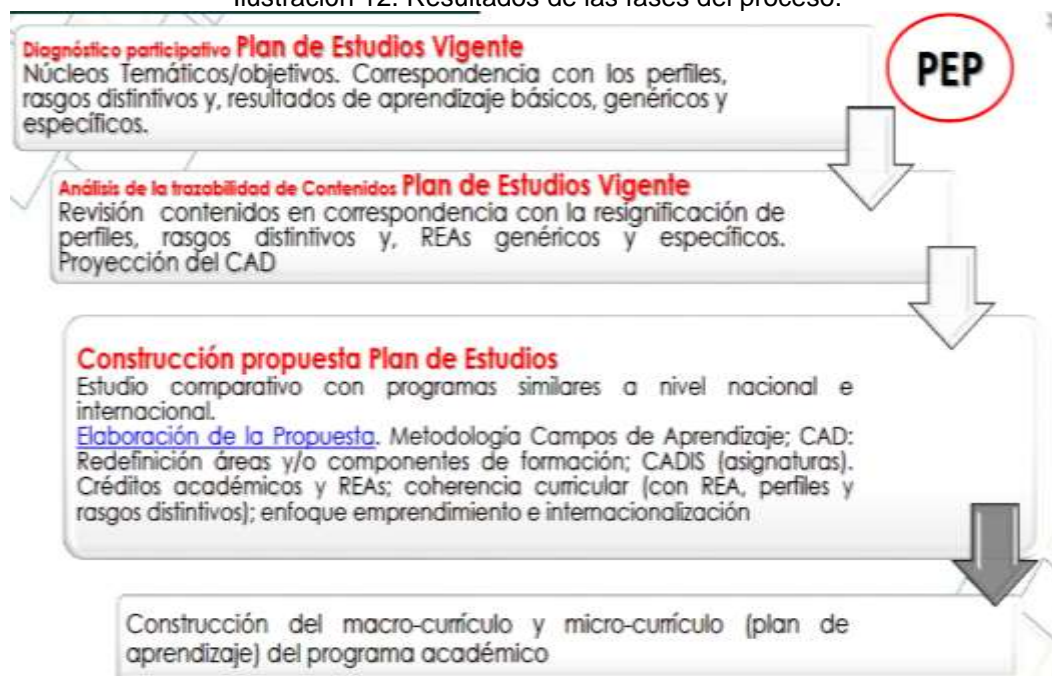 Ilustración 12. Resultados de las fases del proceso.
Diagnóstico participativo Plan de Estudios Vigente
Núcleos Temáticos/objetivos. Correspondencia con los perfiles,
rasgos distintivos y, resultados de aprendizaje básicos, genéricos y
específicos.
PEP
Análisis de la trazabilidad de Contenidos Plan de Estudios Vigente
Revisión contenidos en correspondencia con la resignificación de
perfiles, rasgos distintivos y, REAs genéricos y específicos.
Proyección del CAD
Construcción propuesta Plan de Estudios
Estudio comparativo con programas similares a nivel nacional e
internacional.
Elaboración de la Propuesta. Metodología Campos de Aprendizaje; CAD:
Redefinición áreas y/o componentes de formación; CADIS (asignaturas).
Créditos académicos y REAs; coherencia curricular (con REA, perfiles y
rasgos distintivos); enfoque emprendimiento e internacionalización
Construcción del macro-currículo y micro-currículo (plan de
aprendizaje) del programa académico